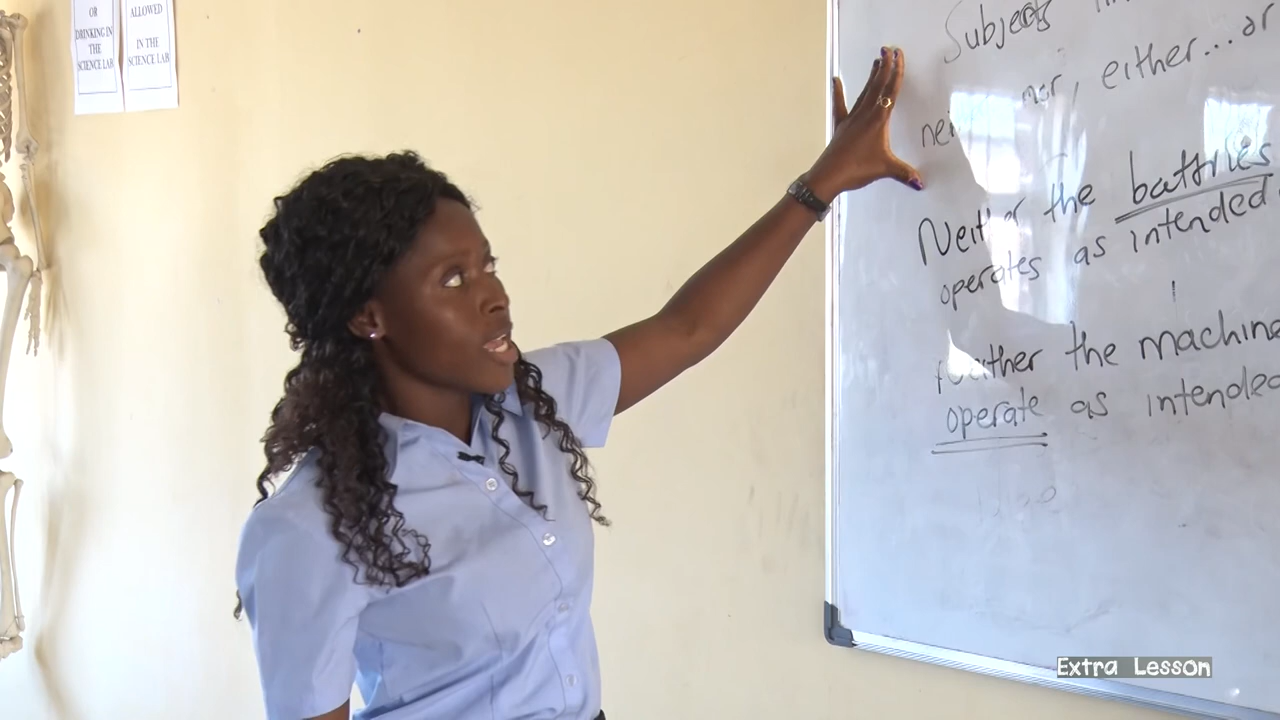 OR
DRINKING IN
THE
SCIENCE LAB
ALLOWED
IN THE
SCIENCE LAB
Subjects
nor, either...or
Neither the battries
operates as intended.
Neither the machine
operate as intended
Extra Lesson